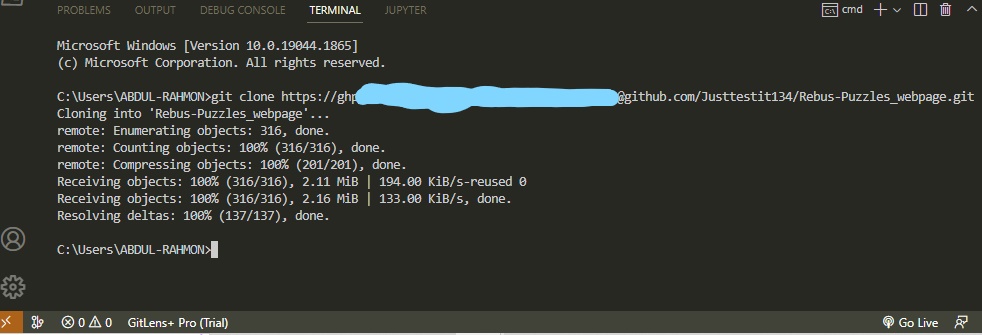 PROBLEMS OUTPUT DEBUG CONSOLE TERMINAL JUPYTER cmd
Microsoft Windows [Version 10.0.19044.1865]
(c) Microsoft Corporation. All rights reserved.
C:\Users\ABDUL-RAHMON>git clone https://ghp @github.com/Justtestit134/Rebus-Puzzles_webpage.git
Cloning into 'Rebus-Puzzles_webpage'...
remote: Enumerating objects: 316, done.
remote: Counting objects: 100% (316/316), done.
remote: Compressing objects: 100% (201/201), done.
Receiving objects: 100% (316/316), 2.11 MiB | 194.00 KiB/s-reused 0
Receiving objects: 100% (316/316), 2.16 MiB | 133.00 KiB/s, done.
Resolving deltas: 100% (137/137), done.
C:\Users\ABDUL-RAHMON>
0 0 GitLens+ Pro (Trial) Go Live